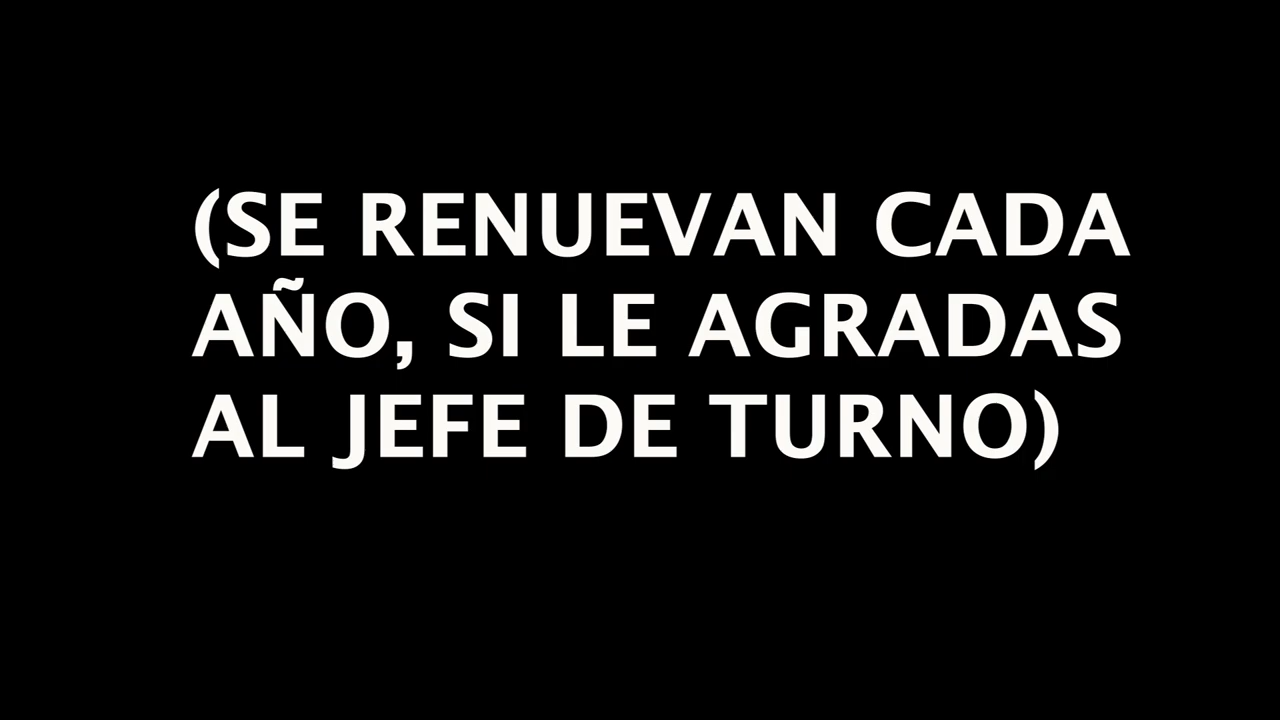 (SE RENUEVAN CADA
AÑO, SI LE AGRADAS
AL JEFE DE TURNO)